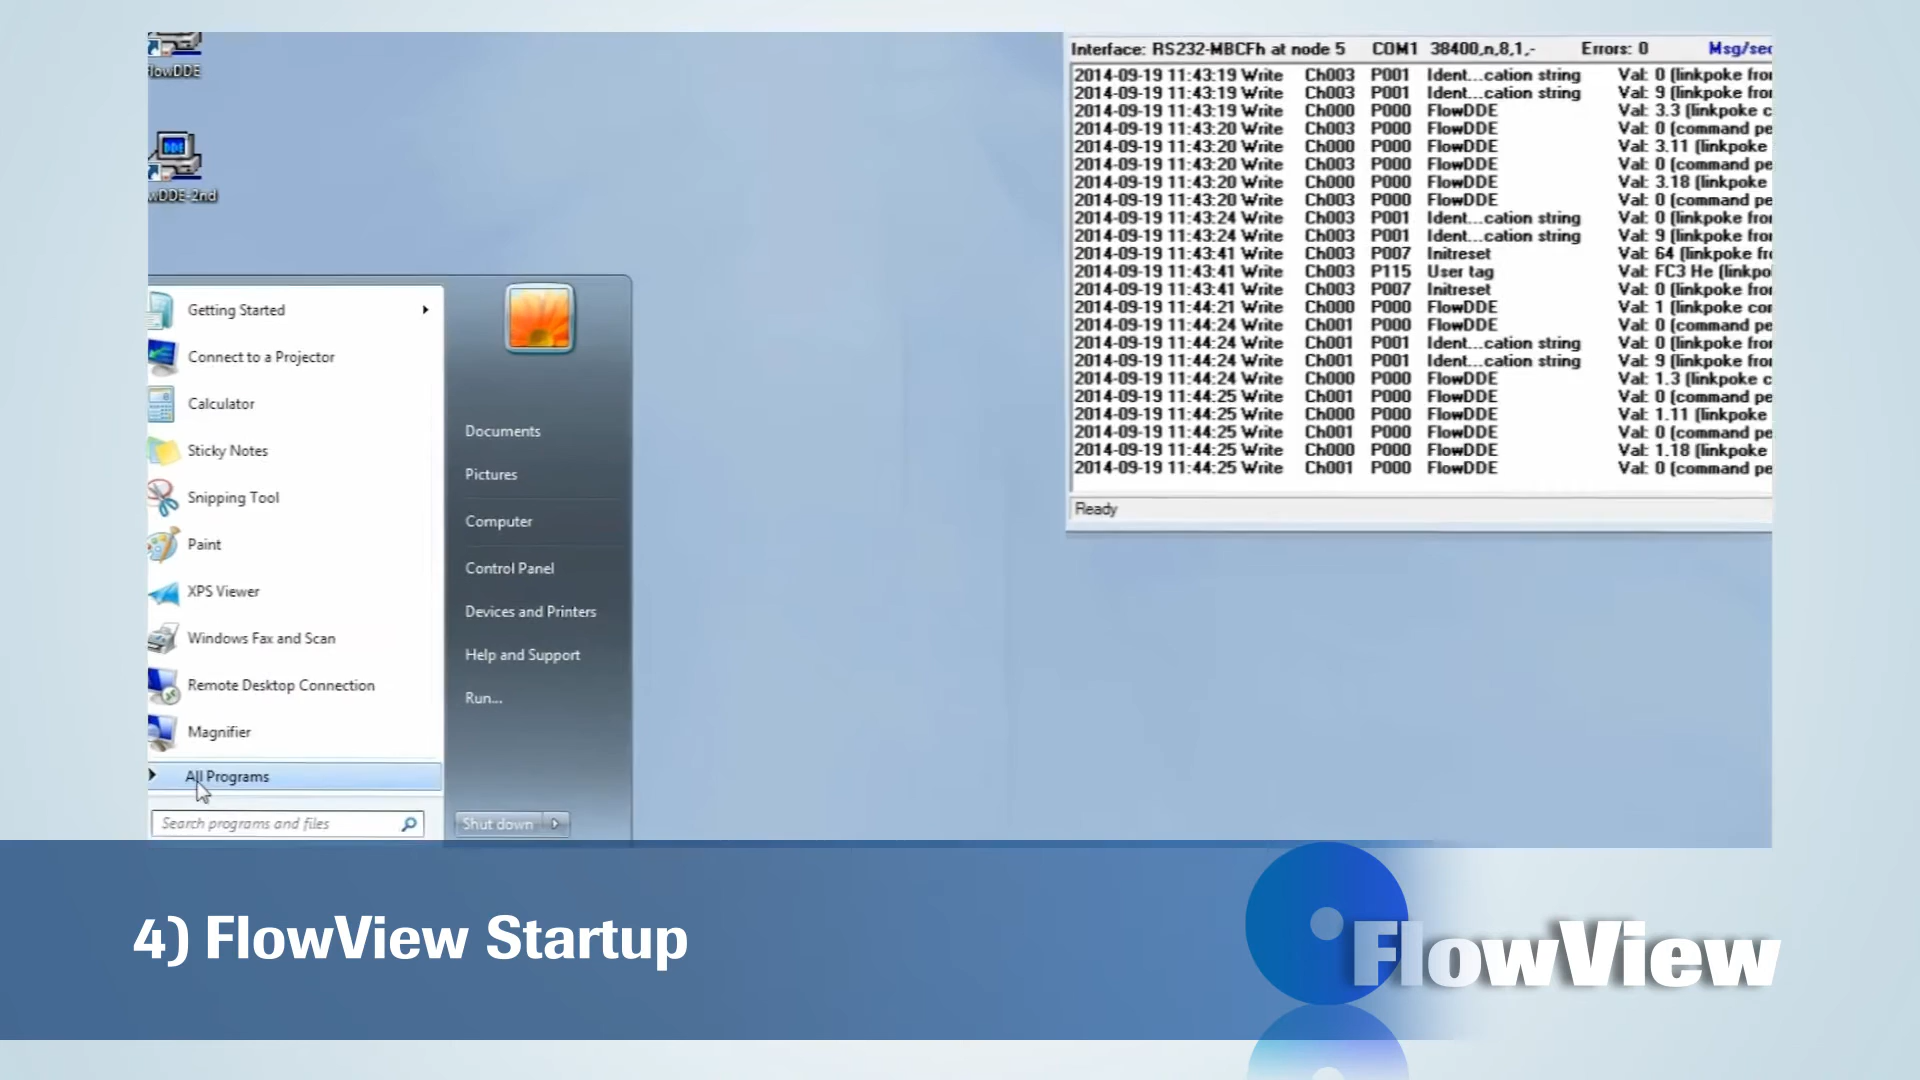 lowDDE
DDE
wDDE-2nd
Getting Started
Connect to a Projector
Calculator
Sticky Notes
Snipping Tool
Paint
XPS Viewer
Windows Fax and Scan
Remote Desktop Connection
Magnifier
All Programs
Search programs and files
Documents
Pictures
Computer
Control Panel
Devices and Printers
Help and Support
Run...
Shut down
Interface: RS232-MBCFh at node 5 COM1 38400,n,8,1,- Errors: 0 Msg/sec
2014-09-19 11:43:19 Write Ch003 P001 Ident...cation string Val: 0 (linkpoke fro
2014-09-19 11:43:19 Write Ch003 P001 Ident...cation string Val: 9 (linkpoke fro
2014-09-19 11:43:19 Write Ch000 P000 FlowDDE Val: 3.3 (linkpoke c
2014-09-19 11:43:20 Write Ch003 P000 FlowDDE Val: 0 (command pe
2014-09-19 11:43:20 Write Ch000 P000 FlowDDE Val: 3.11 (linkpoke
2014-09-19 11:43:20 Write Ch003 P000 FlowDDE Val: 0 (command pe
2014-09-19 11:43:20 Write Ch000 P000 FlowDDE Val: 3.18 (linkpoke
2014-09-19 11:43:20 Write Ch003 P000 FlowDDE Val: 0 (command pe
2014-09-19 11:43:24 Write Ch003 P001 Ident...cation string Val: 0 (linkpoke fro
2014-09-19 11:43:24 Write Ch003 P001 Ident...cation string Val: 9 (linkpoke fro
2014-09-19 11:43:41 Write Ch003 P007 Initreset Val: 64 (linkpoke fr
2014-09-19 11:43:41 Write Ch003 P115 User tag Val: FC3 He (linkpo
2014-09-19 11:43:41 Write Ch003 P007 Initreset Val: 0 (linkpoke fro
2014-09-19 11:44:21 Write Ch000 P000 FlowDDE Val: 1 (linkpoke con
2014-09-19 11:44:24 Write Ch001 P000 FlowDDE Val: 0 (command pe
2014-09-19 11:44:24 Write Ch001 P001 Ident...cation string Val: 0 (linkpoke fro
2014-09-19 11:44:24 Write Ch001 P001 Ident...cation string Val: 9 (linkpoke fro
2014-09-19 11:44:24 Write Ch000 P000 FlowDDE Val: 1.3 (linkpoke c
2014-09-19 11:44:25 Write Ch001 P000 FlowDDE Val: 0 (command pe
2014-09-19 11:44:25 Write Ch000 P000 FlowDDE Val: 1.11 (linkpoke
2014-09-19 11:44:25 Write Ch001 P000 FlowDDE Val: 0 (command pe
2014-09-19 11:44:25 Write Ch000 P000 FlowDDE Val: 1.18 (linkpoke
2014-09-19 11:44:25 Write Ch001 P000 FlowDDE Val: 0 (command pe
Ready
4) FlowView Startup
FlowView